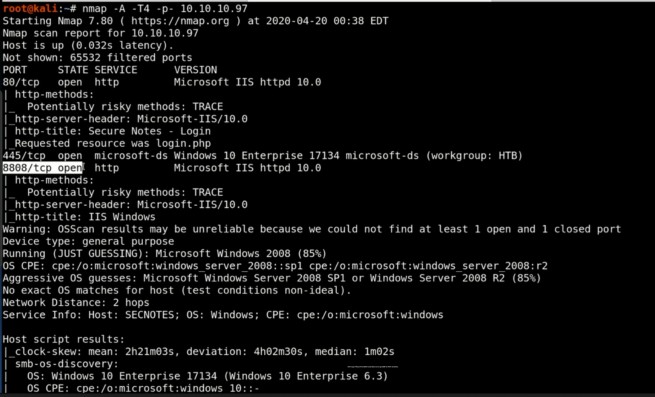 root@kali:~# nmap -A -T4 -p- 10.10.10.97
Starting Nmap 7.80 ( https://nmap.org ) at 2020-04-20 00:38 EDT
Nmap scan report for 10.10.10.97
Host is up (0.032s latency).
Not shown: 65532 filtered ports
PORT     STATE SERVICE      VERSION
80/tcp   open  http         Microsoft IIS httpd 10.0
| http-methods:
|_  Potentially risky methods: TRACE
|_http-server-header: Microsoft-IIS/10.0
| http-title: Secure Notes - Login
|_Requested resource was login.php
445/tcp  open  microsoft-ds Windows 10 Enterprise 17134 microsoft-ds (workgroup: HTB)
8808/tcp open  http         Microsoft IIS httpd 10.0
| http-methods:
|_  Potentially risky methods: TRACE
|_http-server-header: Microsoft-IIS/10.0
|_http-title: IIS Windows
Warning: OSScan results may be unreliable because we could not find at least 1 open and 1 closed port
Device type: general purpose
Running (JUST GUESSING): Microsoft Windows 2008 (85%)
OS CPE: cpe:/o:microsoft:windows_server_2008::sp1 cpe:/o:microsoft:windows_server_2008:r2
Aggressive OS guesses: Microsoft Windows Server 2008 SP1 or Windows Server 2008 R2 (85%)
No exact OS matches for host (test conditions non-ideal).
Network Distance: 2 hops
Service Info: Host: SECNOTES; OS: Windows; CPE: cpe:/o:microsoft:windows
Host script results:
|_clock-skew: mean: 2h21m03s, deviation: 4h02m30s, median: 1m02s
| smb-os-discovery:
|   OS: Windows 10 Enterprise 17134 (Windows 10 Enterprise 6.3)
|   OS CPE: cpe:/o:microsoft:windows_10::-